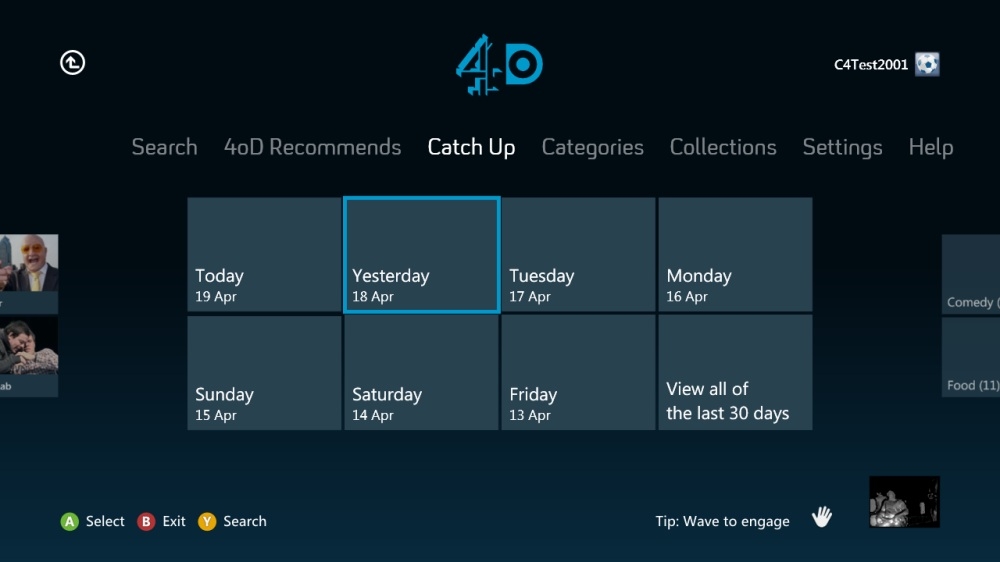 4oD
C4Test2001
Search
4oD Recommends
Catch Up
Categories
Collections
Settings
Help
Today
19 Apr
Yesterday
18 Apr
Tuesday
17 Apr
Monday
16 Apr
Sunday
15 Apr
Saturday
14 Apr
Friday
13 Apr
View all of
the last 30 days
r
ab
Comedy (
Food (11)
A Select
B Exit
Y Search
Tip: Wave to engage